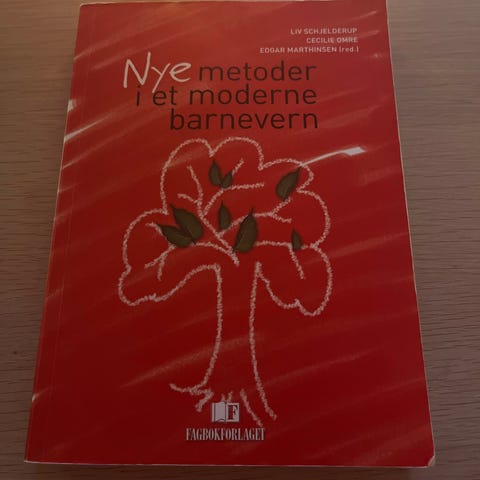 LIV SCHJELDERUP
CECILIE OMRE
EDGAR MARTHINSEN (red.)
Nye metoder
i et moderne
barnevern
F
FAGBOKFORLAGET